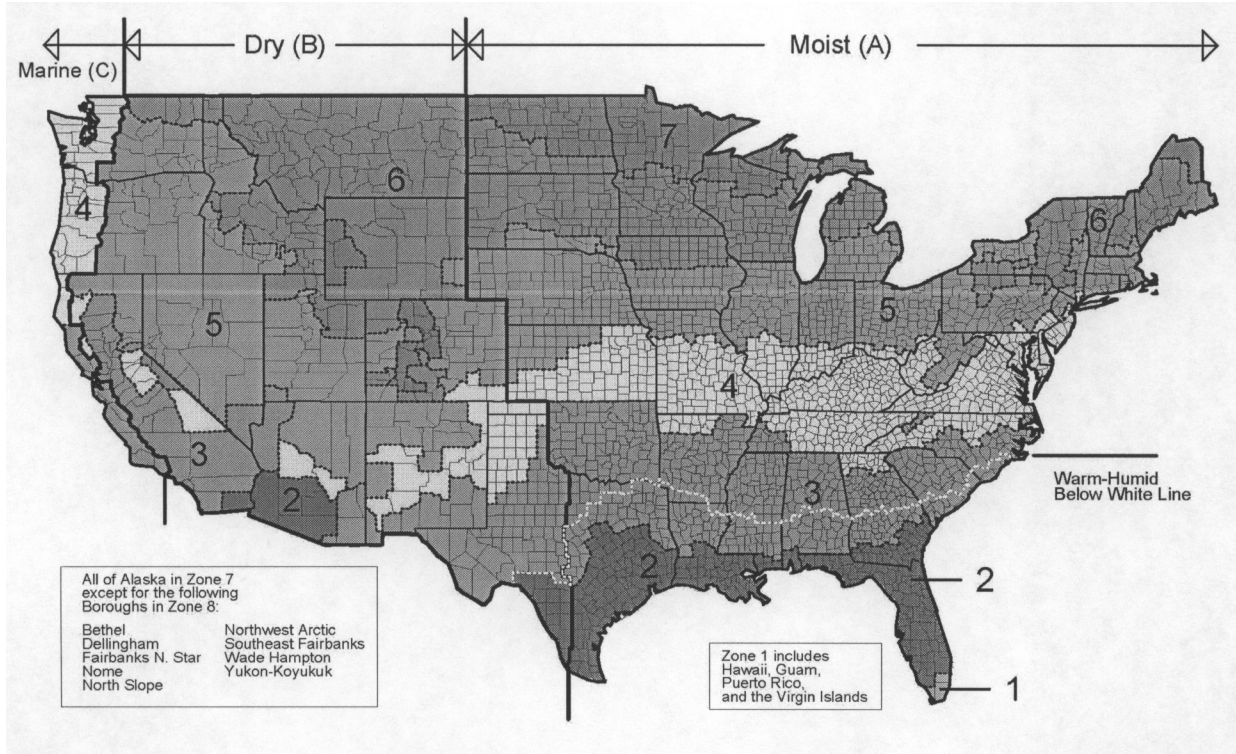 Marine (C)
Dry (B)
Moist (A)
7
6
4
6
5
5
4
3
2
3
Warm-Humid
Below White Line
2
2
1
All of Alaska in Zone 7
except for the following
Boroughs in Zone 8:
Bethel
Dellingham
Fairbanks N. Star
Nome
North Slope
Northwest Arctic
Southeast Fairbanks
Wade Hampton
Yukon-Koyukuk
Zone 1 includes
Hawaii, Guam,
Puerto Rico,
and the Virgin Islands